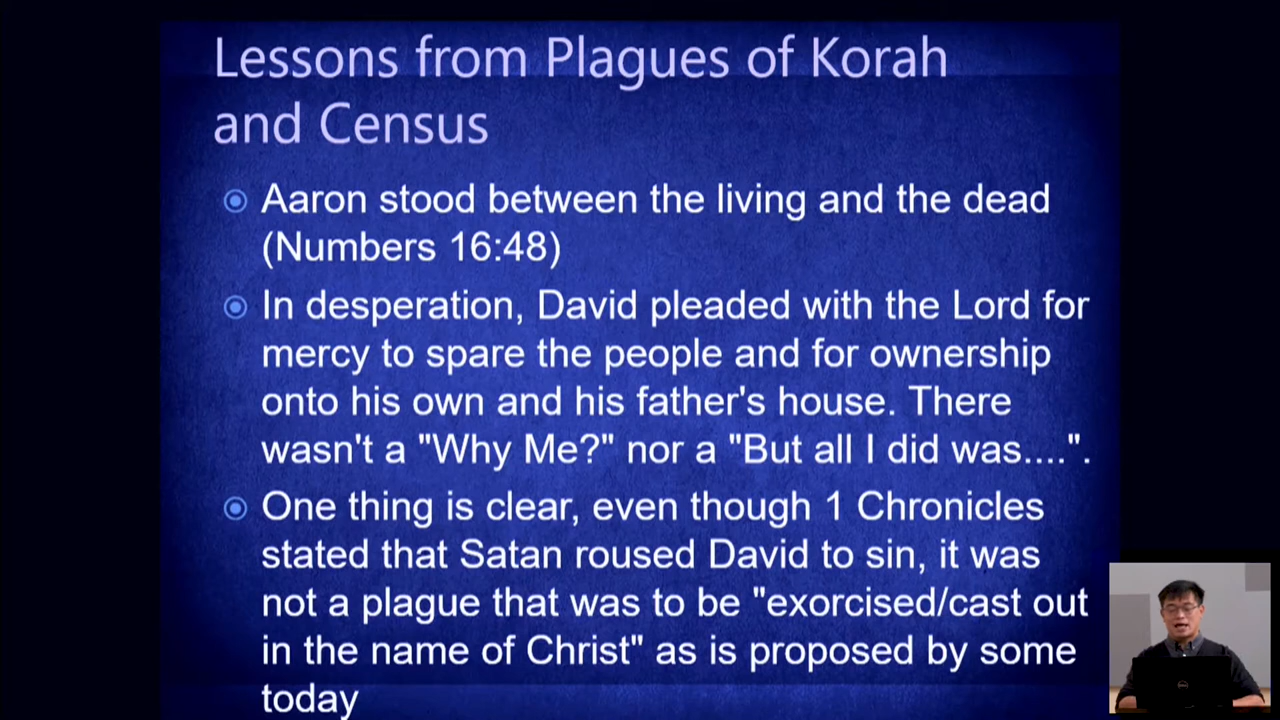 Lessons from Plagues of Korah
and Census
Aaron stood between the living and the dead
(Numbers 16:48)
In desperation, David pleaded with the Lord for
mercy to spare the people and for ownership
onto his own and his father's house. There
wasn't a "Why Me?" nor a "But all I did was....".
One thing is clear, even though 1 Chronicles
stated that Satan roused David to sin, it was
not a plague that was to be "exorcised/cast out
in the name of Christ" as is proposed by some
today